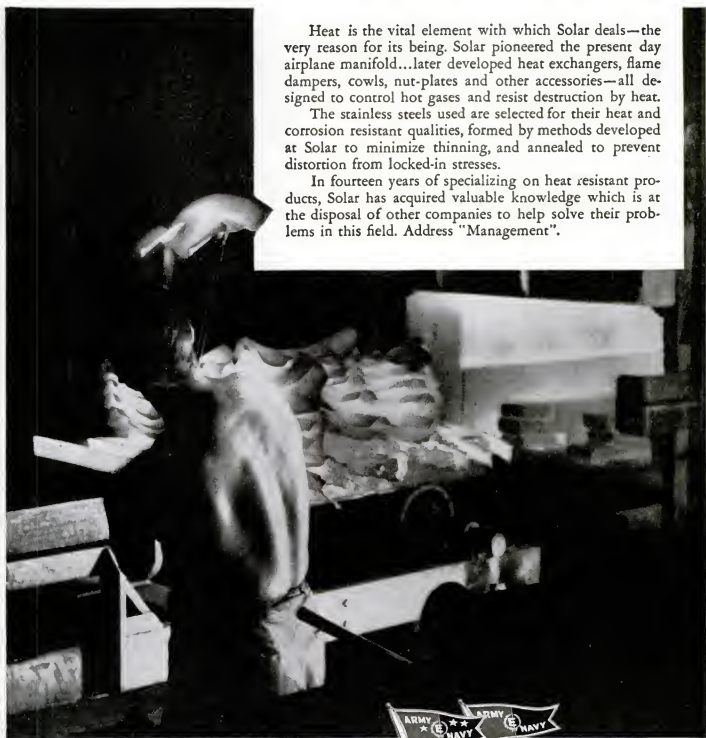 Heat is the vital element with which Solar deals—the
very reason for its being. Solar pioneered the present day
airplane manifold...later developed heat exchangers, flame
dampers, cowls, nut-plates and other accessories—all de-
signed to control hot gases and resist destruction by heat.
The stainless steels used are selected for their heat and
corrosion resistant qualities, formed by methods developed
at Solar to minimize thinning, and annealed to prevent
distortion from locked-in stresses.
In fourteen years of specializing on heat resistant pro-
ducts, Solar has acquired valuable knowledge which is at
the disposal of other companies to help solve their prob-
lems in this field. Address "Management".
ARMY E NAVY
ARMY E NAVY